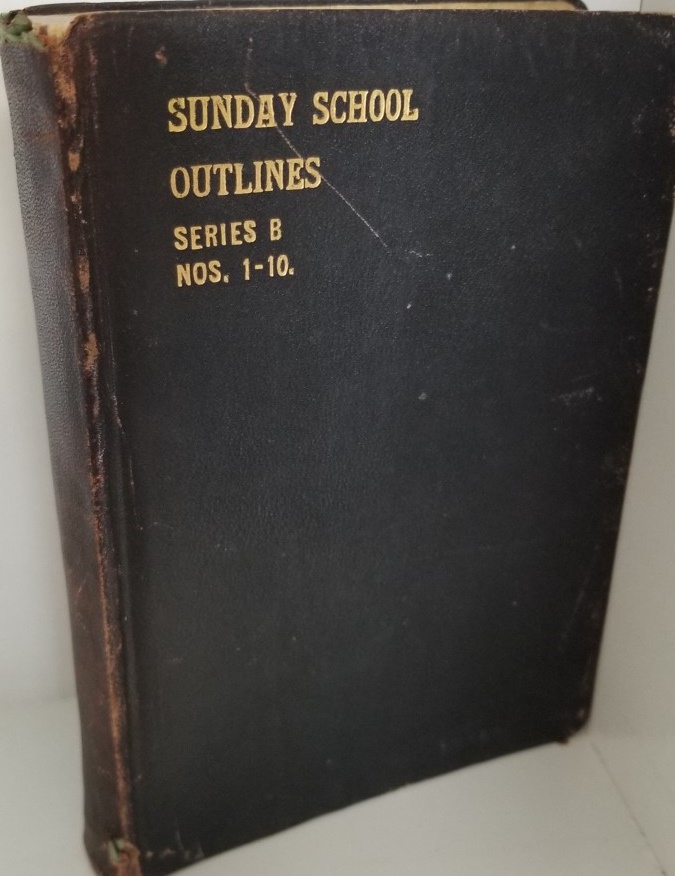 SUNDAY SCHOOL
OUTLINES
SERIES B
NOS. 1-10.